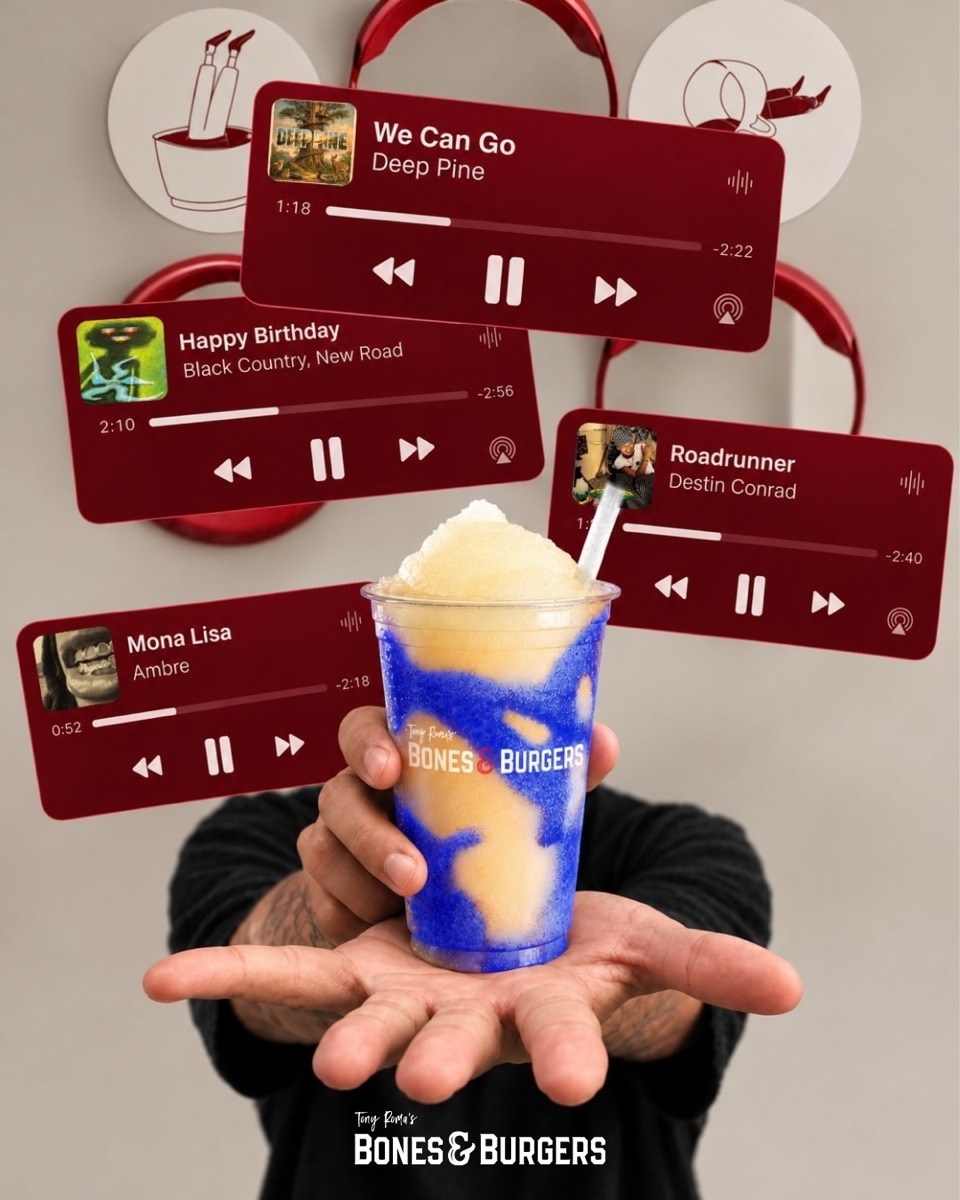 DEEP PINE
We Can Go
Deep Pine
1:18
-2:22
Happy Birthday
Black Country, New Road
2:10
-2:56
Roadrunner
Destin Conrad
-2:40
Mona Lisa
Ambre
0:52
-2:18
Tony Roma's
BONES & BURGERS
Tony Roma's
BONES & BURGERS